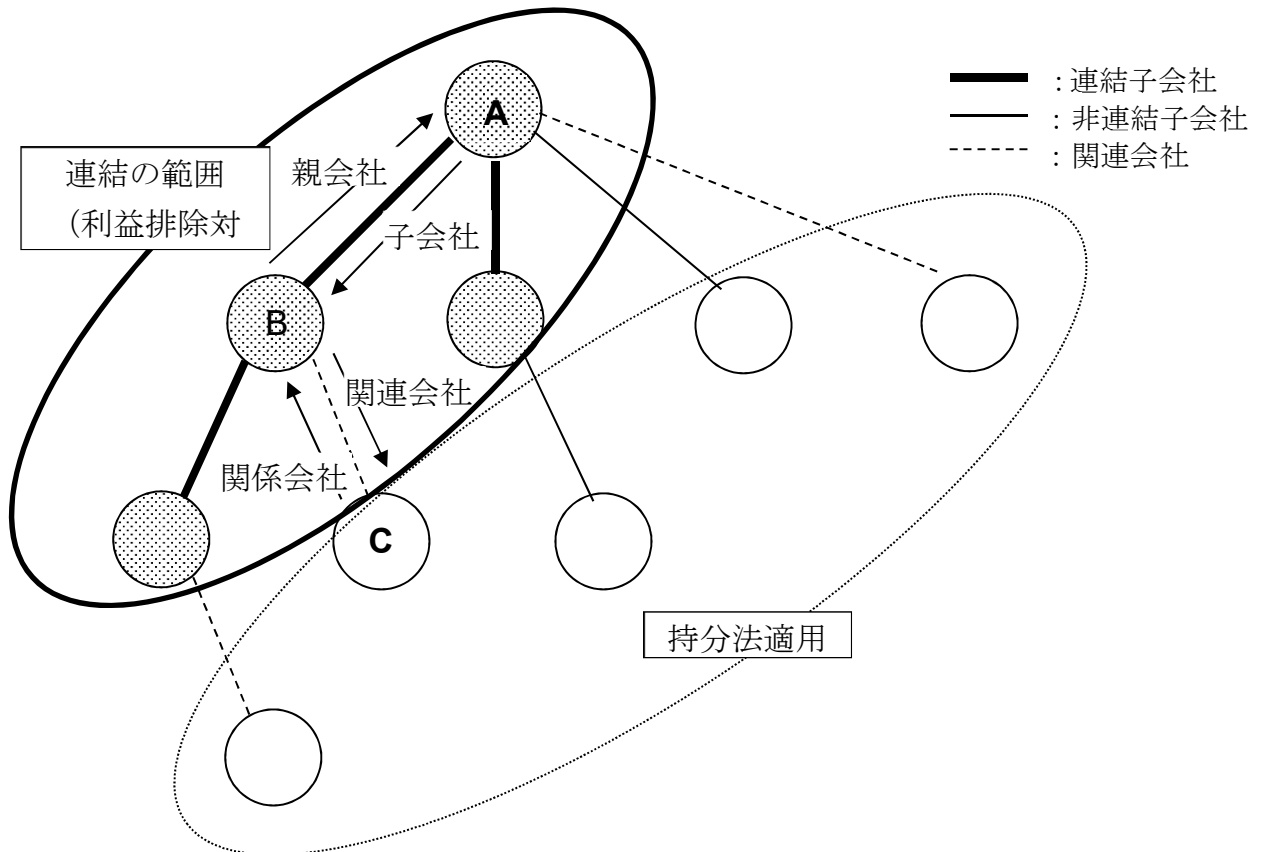 A
: 連結子会社
: 非連結子会社
: 関連会社
連結の範囲
(利益排除対
親会社
子会社
B
関連会社
関係会社
C
持分法適用